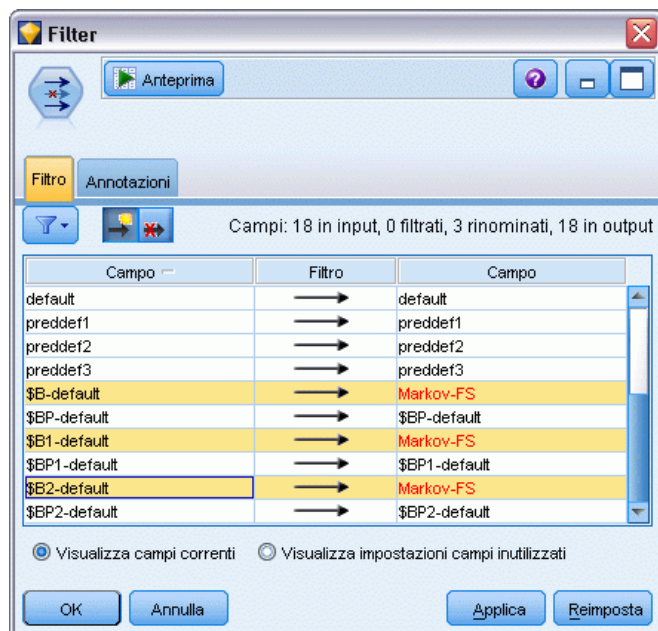 Filter
Anteprima
Filtro Annotazioni
Campi: 18 in input, 0 filtrati, 3 rinominati, 18 in output
Campo Filtro Campo
default default
preddef1 preddef1
preddef2 preddef2
preddef3 preddef3
$B-default Markov-FS
$BP-default $BP-default
$B1-default Markov-FS
$BP1-default $BP1-default
$B2-default Markov-FS
$BP2-default $BP2-default
Visualizza campi correnti Visualizza impostazioni campi inutilizzati
OK Annulla Applica Reimposta